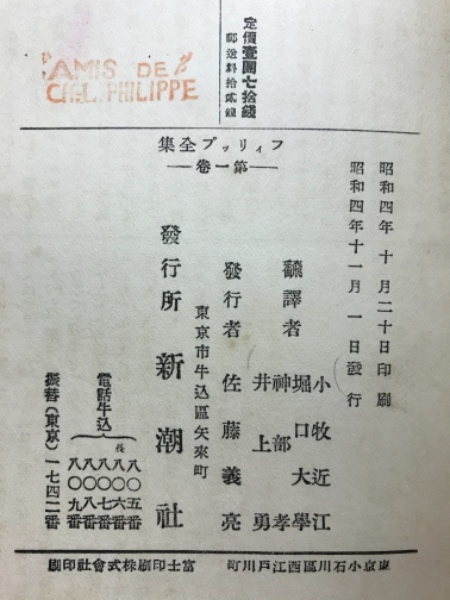 定價壹圓七拾錢
郵送料拾貳錢
AMIS DE
CH.L. PHILIPPE
フィリップ全集
第一卷
昭和四年十月二十日印刷
昭和四年十一月一日發行
飜譯者
小牧近江
堀口大學
神部孝
井上勇
發行者 佐藤義亮
東京市牛込區矢來町
發行所 新潮社
電話牛込
長
八〇五番
八〇六番
八〇七番
八〇八番
八〇九番
振替(東京)一七四二番
東京小石川區西江戸川町 富士印刷株式會社印刷